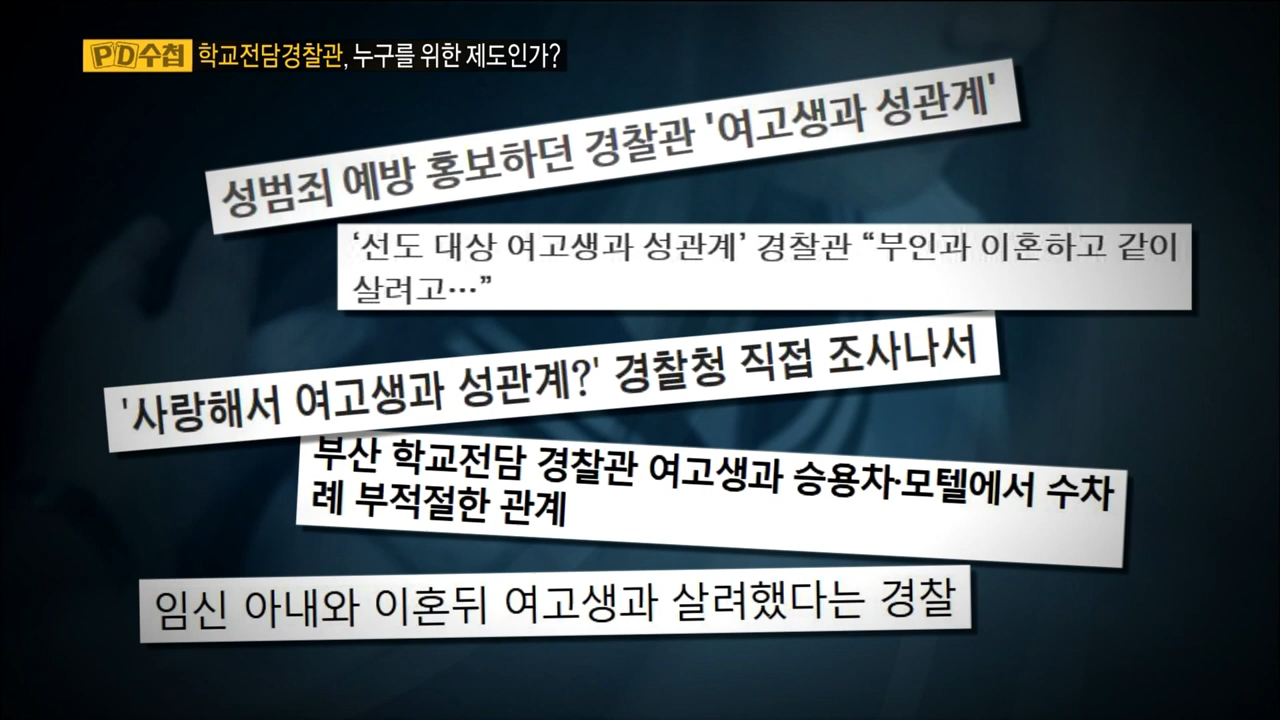 PD수첩 학교전담경찰관, 누구를 위한 제도인가?
성범죄 예방 홍보하던 경찰관 '여고생과 성관계'
‘선도 대상 여고생과 성관계’ 경찰관 “부인과 이혼하고 같이
살려고…”
'사랑해서 여고생과 성관계?' 경찰청 직접 조사나서
부산 학교전담 경찰관 여고생과 승용차·모텔에서 수차
례 부적절한 관계
임신 아내와 이혼뒤 여고생과 살려했다는 경찰